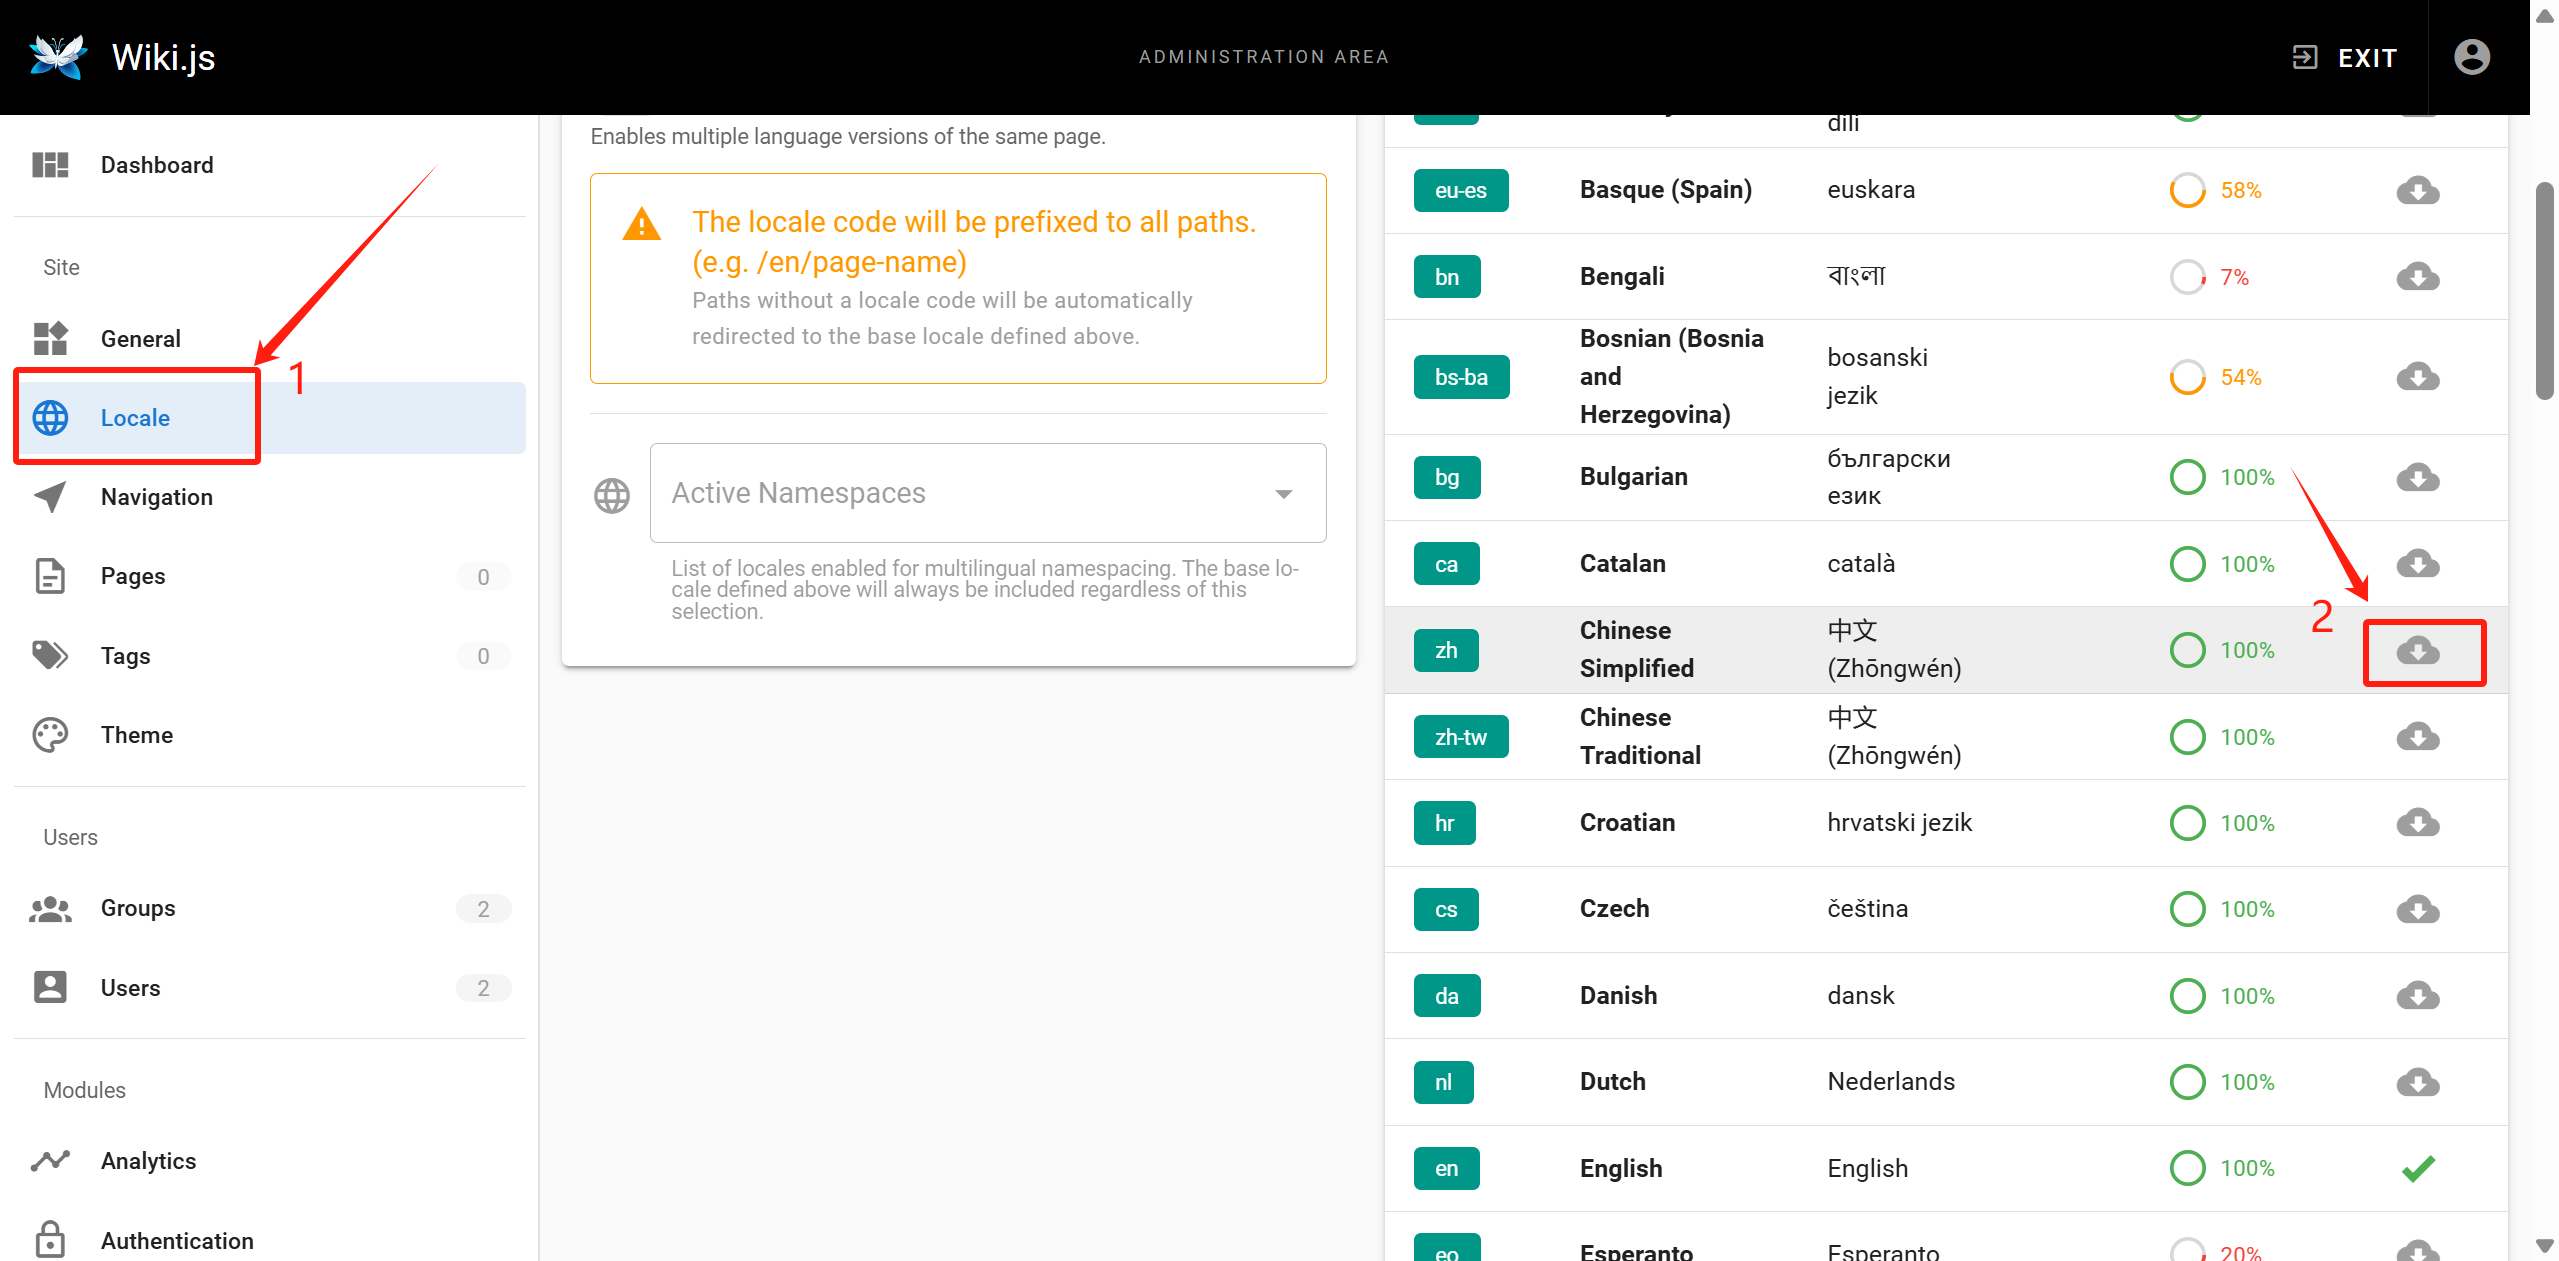 Wiki.js
ADMINISTRATION AREA
EXIT
Dashboard
Site
General
1
Locale
Navigation
Pages 0
Tags 0
Theme
Users
Groups 2
Users 2
Modules
Analytics
Authentication
Enables multiple language versions of the same page.
The locale code will be prefixed to all paths.
(e.g. /en/page-name)
Paths without a locale code will be automatically
redirected to the base locale defined above.
Active Namespaces
List of locales enabled for multilingual namespacing. The base lo-
cale defined above will always be included regardless of this
selection.
dili
eu-es Basque (Spain) euskara 58%
bn Bengali বাংলা 7%
bs-ba Bosnian (Bosnia and Herzegovina) bosanski jezik 54%
bg Bulgarian български език 100%
ca Catalan català 100%
2
zh Chinese Simplified 中文 (Zhōngwén) 100%
zh-tw Chinese Traditional 中文 (Zhōngwén) 100%
hr Croatian hrvatski jezik 100%
cs Czech čeština 100%
da Danish dansk 100%
nl Dutch Nederlands 100%
en English English 100%
eo Esperanto Esperanto 20%